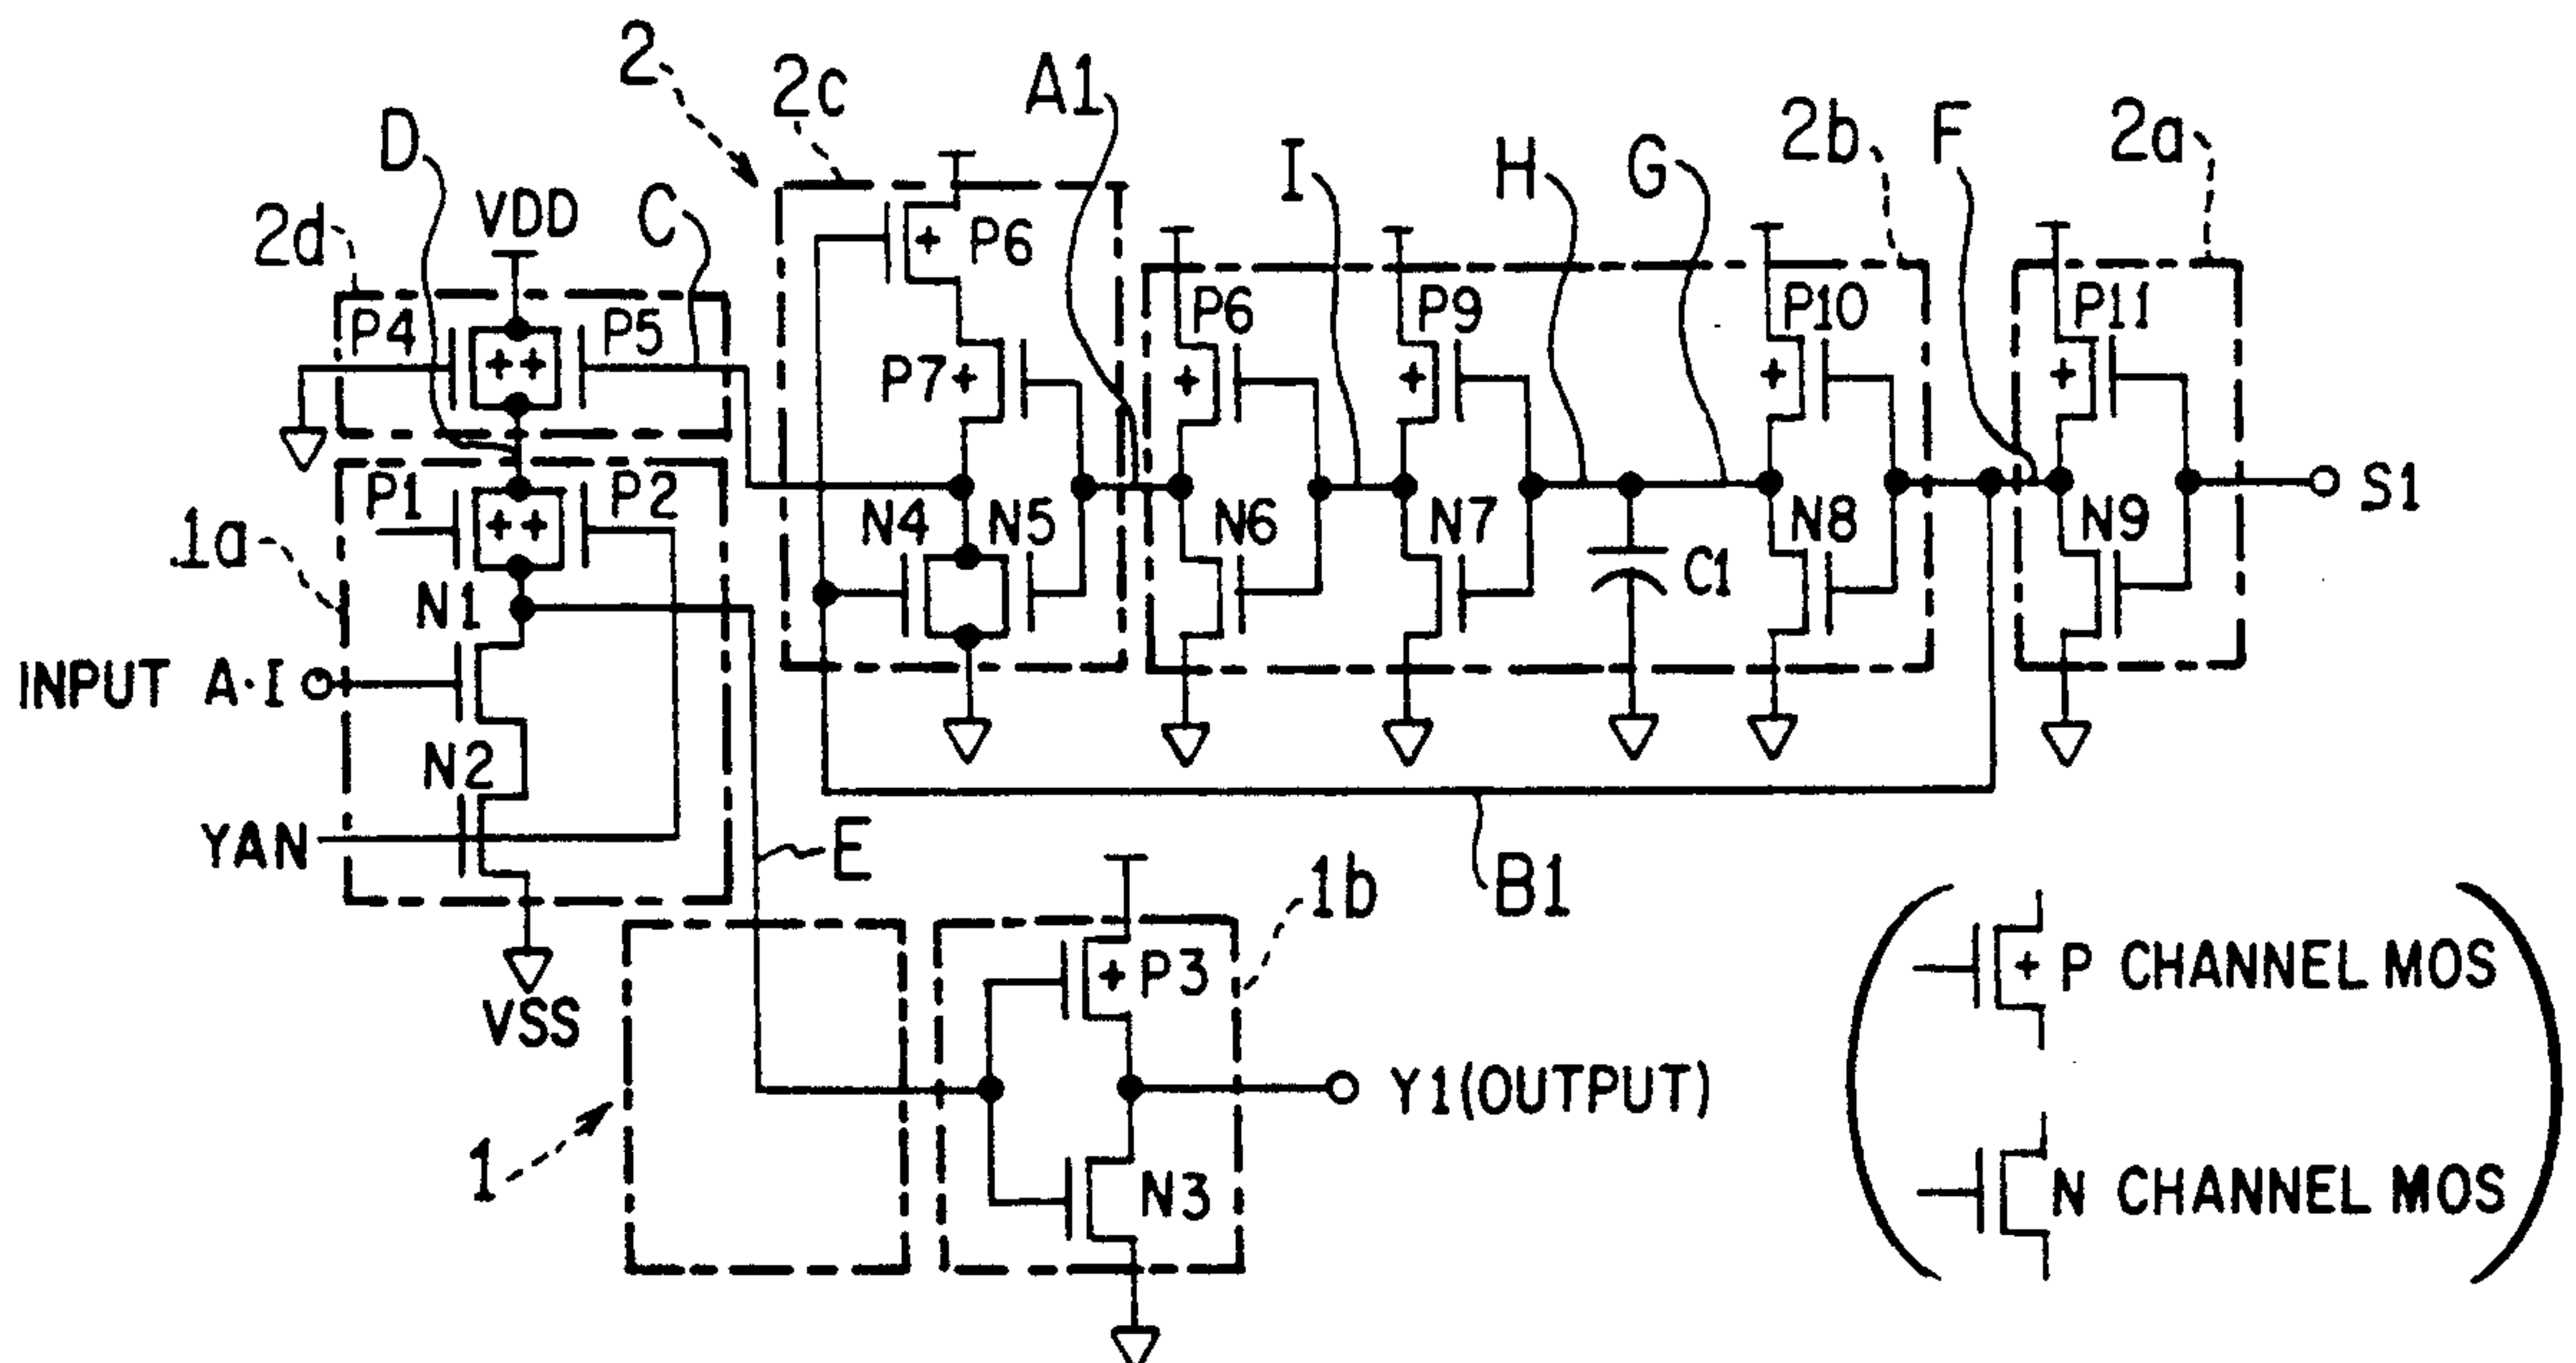 2
2c
A1
D
2d
VDD
C
I
H
G
2b
F
2a
P6
P4
P5
P7
P6
P9
P10
P11
P1
P2
1a
N1
N4
N5
N6
N7
C1
N8
N9
S1
INPUT A·I
N2
YAN
E
B1
VSS
1b
P3
P CHANNEL MOS
Y1(OUTPUT)
1
N3
N CHANNEL MOS